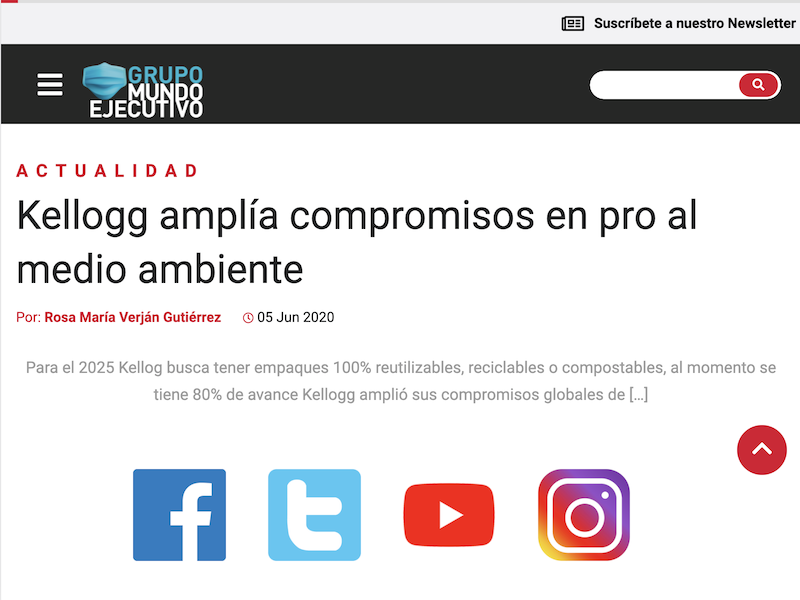 Suscríbete a nuestro Newsletter
GRUPO
MUNDO
EJECUTIVO
ACTUALIDAD
Kellogg amplía compromisos en pro al
medio ambiente
Por: Rosa María Verján Gutiérrez 05 Jun 2020
Para el 2025 Kellog busca tener empaques 100% reutilizables, reciclables o compostables, al momento se
tiene 80% de avance Kellogg amplió sus compromisos globales de [...]